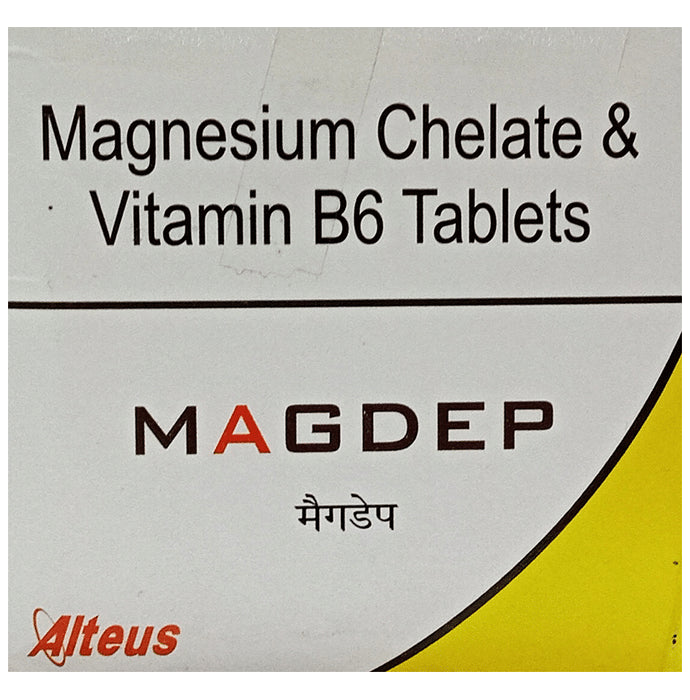 Magnesium Chelate &
Vitamin B6 Tablets
MAGDEP
मैगडेप
Alteus